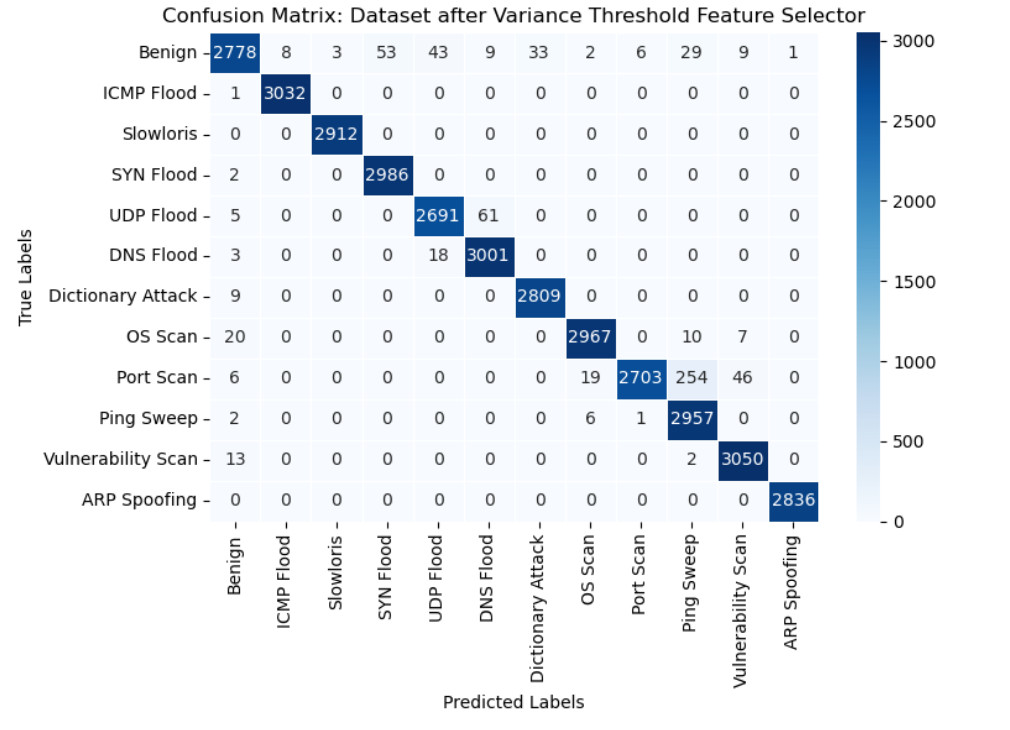 Confusion Matrix: Dataset after Variance Threshold Feature Selector
Benign 2778 8 3 53 43 9 33 2 6 29 9 1
ICMP Flood 1 3032 0 0 0 0 0 0 0 0 0 0
Slowloris 0 0 2912 0 0 0 0 0 0 0 0 0
SYN Flood 2 0 0 2986 0 0 0 0 0 0 0 0
UDP Flood 5 0 0 0 2691 61 0 0 0 0 0 0
DNS Flood 3 0 0 0 18 3001 0 0 0 0 0 0
Dictionary Attack 9 0 0 0 0 0 2809 0 0 0 0 0
OS Scan 20 0 0 0 0 0 0 2967 0 10 7 0
Port Scan 6 0 0 0 0 0 0 19 2703 254 46 0
Ping Sweep 2 0 0 0 0 0 0 6 1 2957 0 0
Vulnerability Scan 13 0 0 0 0 0 0 0 0 2 3050 0
ARP Spoofing 0 0 0 0 0 0 0 0 0 0 0 2836
True Labels
Benign
ICMP Flood
Slowloris
SYN Flood
UDP Flood
DNS Flood
Dictionary Attack
OS Scan
Port Scan
Ping Sweep
Vulnerability Scan
ARP Spoofing
Predicted Labels
3000
2500
2000
1500
1000
500
0